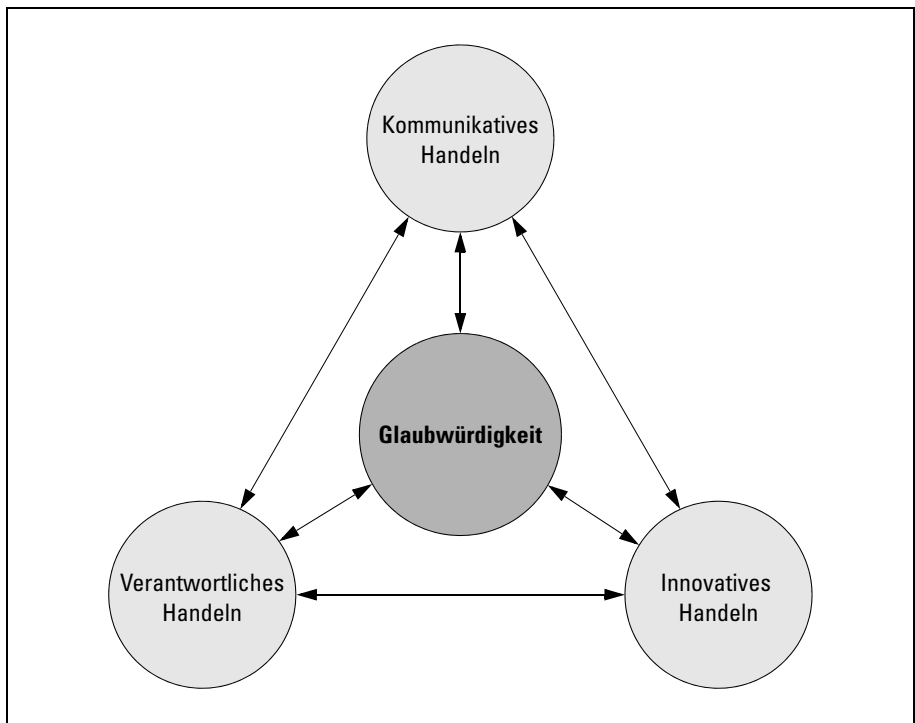 Kommunikatives
Handeln
Glaubwürdigkeit
Verantwortliches
Handeln
Innovatives
Handeln